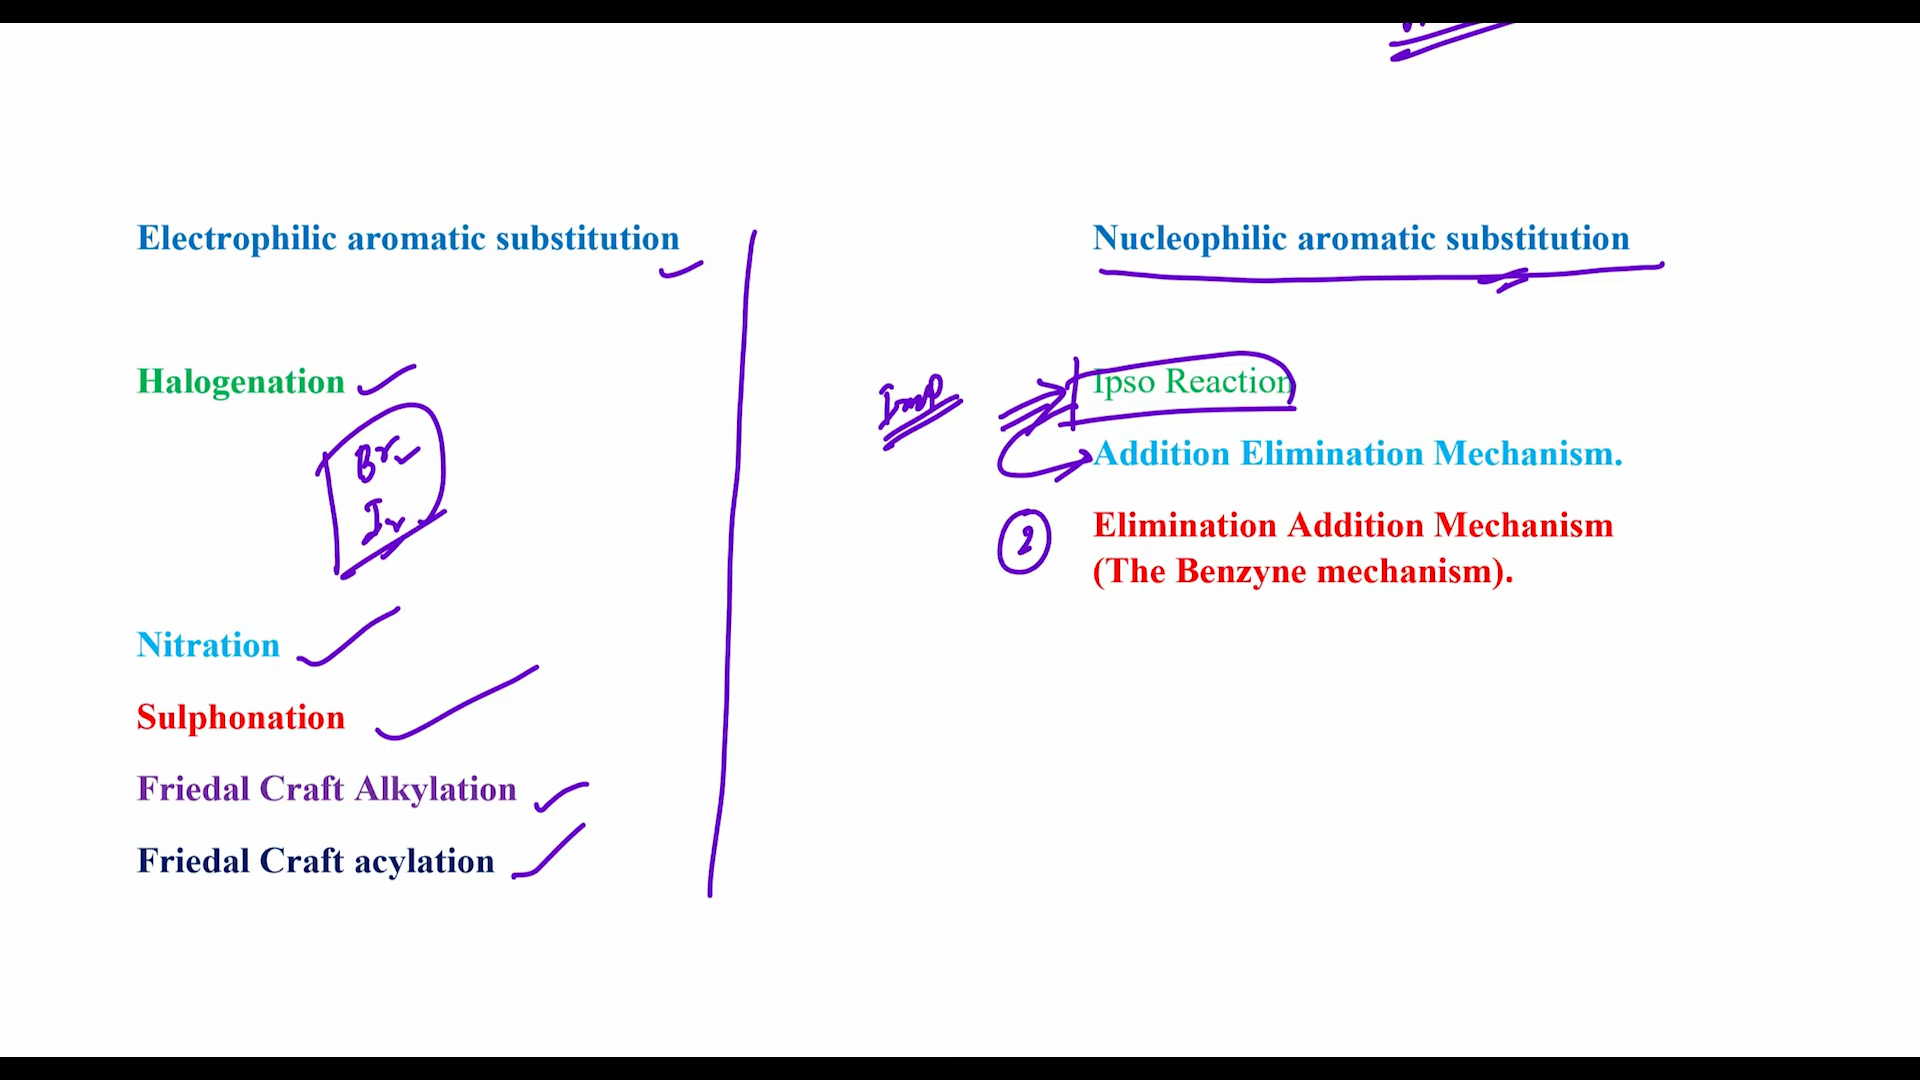 Electrophilic aromatic substitution
Halogenation
Br
Nitration
Sulphonation
Friedal Craft Alkylation
Friedal Craft acylation
Nucleophilic aromatic substitution
Imp
Ipso Reaction
Addition Elimination Mechanism.
2
Elimination Addition Mechanism
(The Benzyne mechanism).